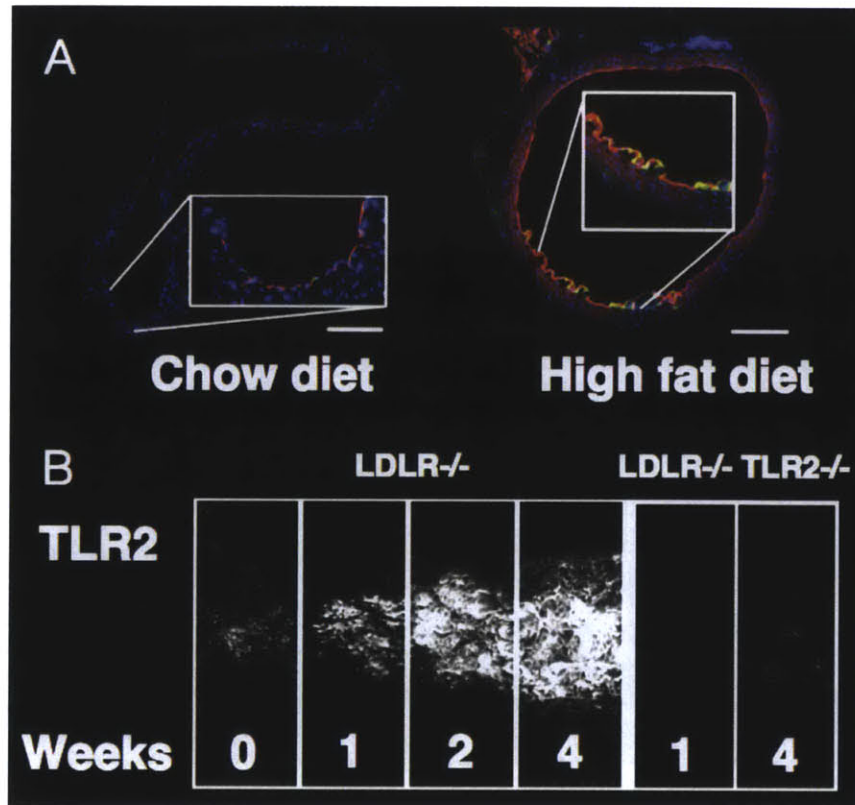 A
Chow diet
High fat diet
B
LDLR-/-
LDLR-/- TLR2-/-
TLR2
Weeks
0
1
2
4
1
4